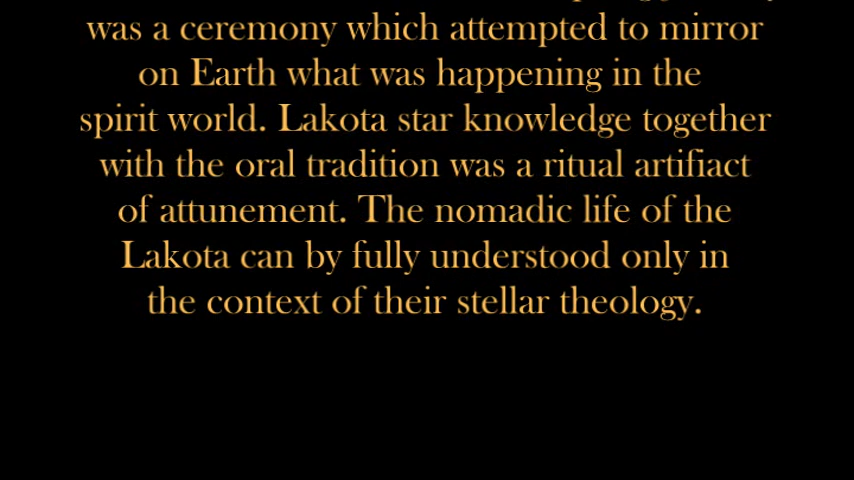 was a ceremony which attempted to mirror
on Earth what was happening in the
spirit world. Lakota star knowledge together
with the oral tradition was a ritual artifiact
of attunement. The nomadic life of the
Lakota can by fully understood only in
the context of their stellar theology.